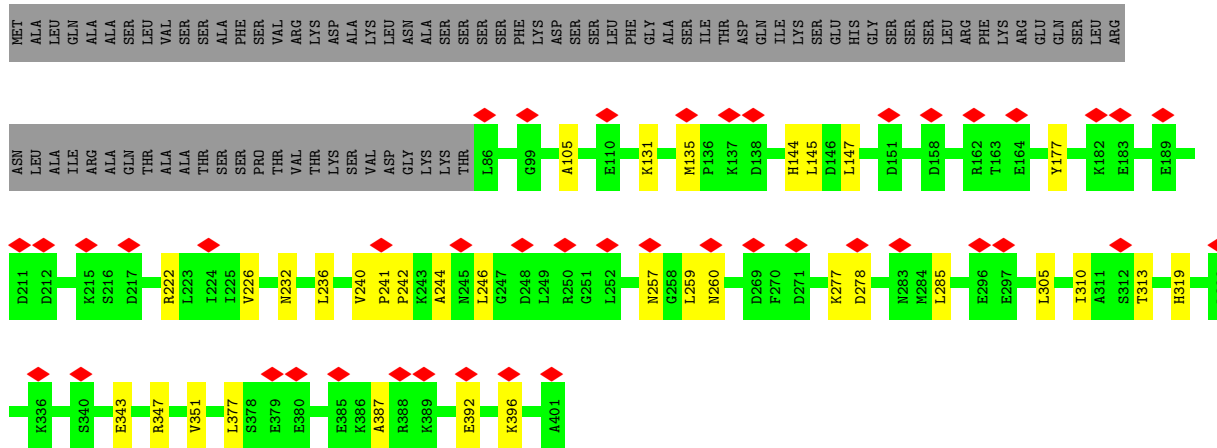 MET ALA LEU GLN ALA ALA SER LEU VAL SER SER ALA PHE SER VAL ARG LYS ASP ALA LYS LEU ASN ALA SER SER SER SER PHE LYS ASP SER SER LEU PHE GLY ALA SER ILE THR ASP GLN ILE LYS SER GLU HIS GLY SER SER SER LEU ARG PHE LYS ARG GLU GLN SER LEU ARG
ASN LEU ALA ILE ARG ALA GLN THR ALA ALA THR SER SER PRO THR VAL THR LYS SER VAL ASP GLY LYS LYS THR L86 G99 A105 E110 K131 M135 P136 K137 D138 H144 L145 D146 L147 D151 D158 R162 T163 E164 Y177 K182 E183 E189
D211 D212 K215 S216 D217 R222 L223 I224 I225 V226 N232 L236 V240 P241 P242 K243 A244 N245 L246 G247 D248 L249 R250 G251 L252 N257 G258 L259 N260 D269 F270 D271 K277 D278 N283 M284 L285 E296 E297 L305 I310 A311 S312 T313 H319
K336 S340 E343 R347 V351 L377 S378 E379 E380 E385 K386 A387 R388 K389 E392 K396 A401